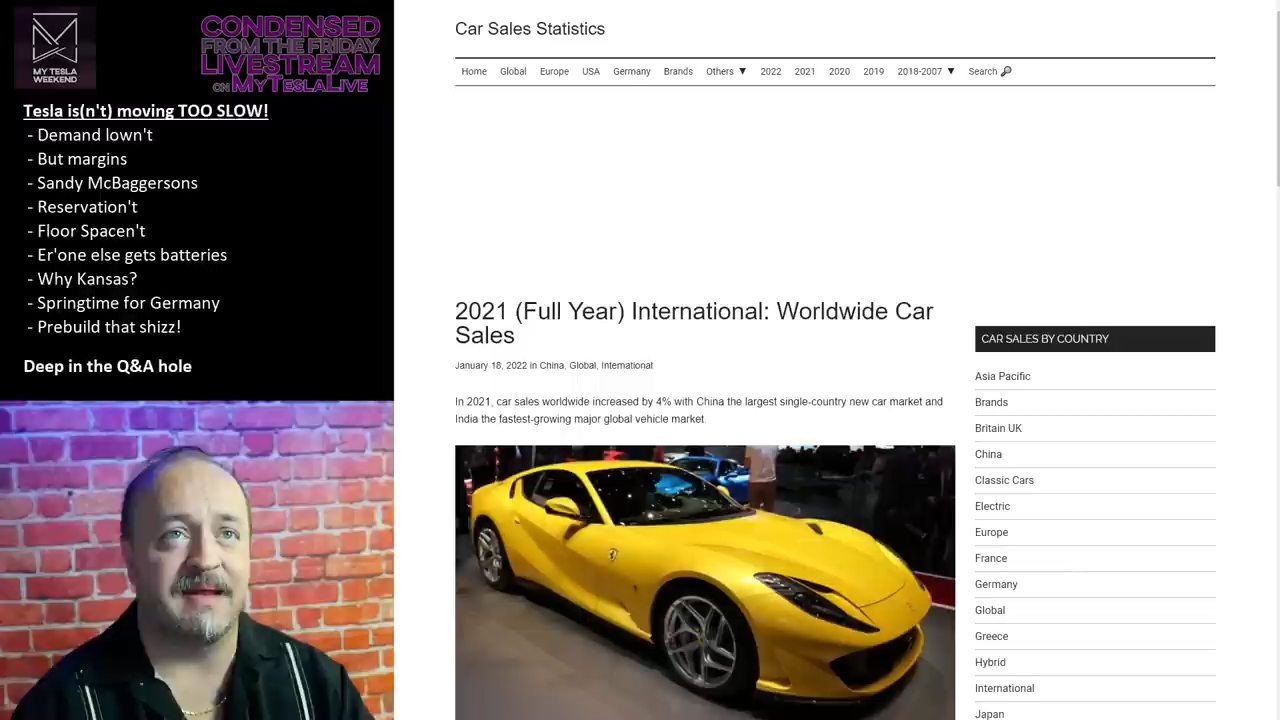 MY TESLA
WEEKEND
CONDENSED
FROM THE FRIDAY
LIVESTREAM
ON MYTESLALIVE
Tesla is(n't) moving TOO SLOW!
- Demand lown't
- But margins
- Sandy McBaggersons
- Reservation't
- Floor Spacen't
- Er'one else gets batteries
- Why Kansas?
- Springtime for Germany
- Prebuild that shizz!
Deep in the Q&A hole
Car Sales Statistics
Home Global Europe USA Germany Brands Others ▼ 2022 2021 2020 2019 2018-2007 ▼ Search
2021 (Full Year) International: Worldwide Car
Sales
January 18, 2022 in China, Global, International
In 2021, car sales worldwide increased by 4% with China the largest single-country new car market and
India the fastest-growing major global vehicle market.
CAR SALES BY COUNTRY
Asia Pacific
Brands
Britain UK
China
Classic Cars
Electric
Europe
France
Germany
Global
Greece
Hybrid
International
Japan